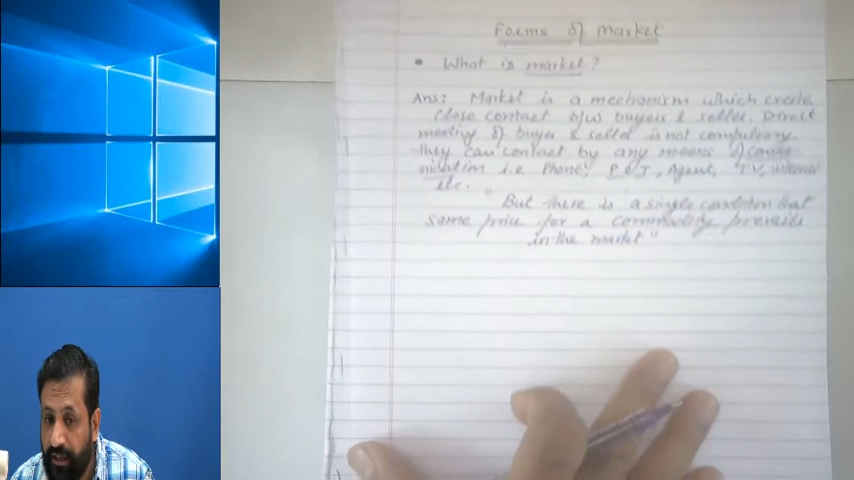 Forms of Market
• What is market?
Ans: Market is a mechanism which create
close contact b/w buyers & seller. Direct
meeting of buyer & seller is not compulsory
they can contact by any means of commu-
nication i.e Phone, Agent, TV, internet
etc.
"But there is a single condition that
same price for a commodity prevails
in the market"